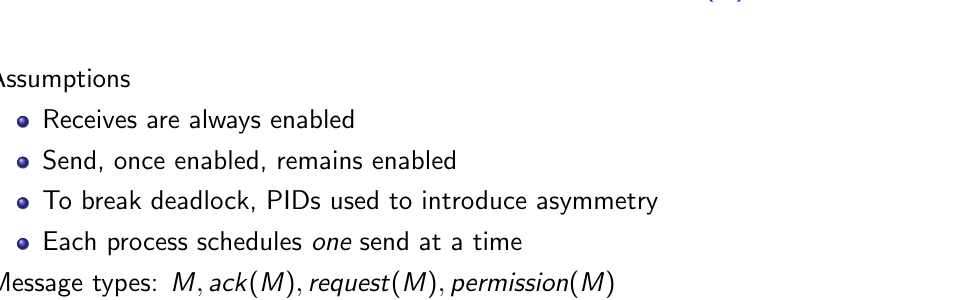 Assumptions
Receives are always enabled
Send, once enabled, remains enabled
To break deadlock, PIDs used to introduce asymmetry
Each process schedules one send at a time
Message types: M, ack(M), request(M), permission(M)